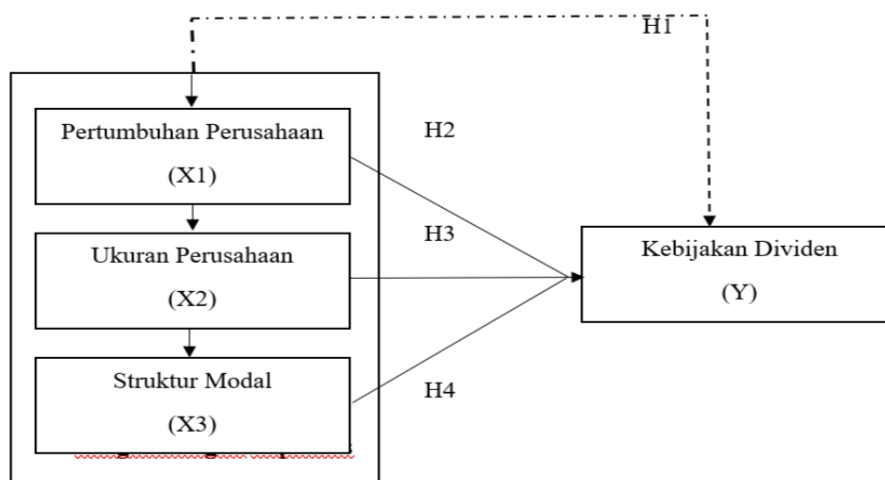 H1
Pertumbuhan Perusahaan
(X1)
H2
Ukuran Perusahaan
(X2)
H3
Kebijakan Dividen
(Y)
Struktur Modal
(X3)
H4